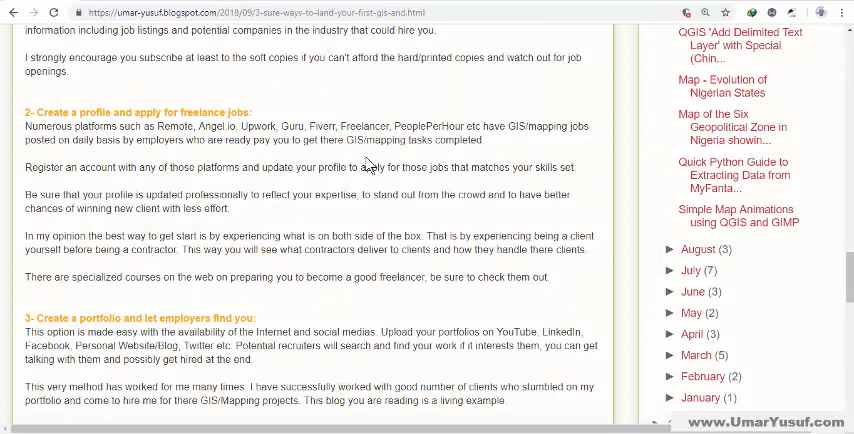 https://umar-yusuf.blogspot.com/2018/09/3-sure-ways-to-land-your-first-gis-and.html
information including job listings and potential companies in the industry that could hire you.
I strongly encourage you subscribe at least to the soft copies if you can't afford the hard/printed copies and watch out for job
openings.
2- Create a profile and apply for freelance jobs:
Numerous platforms such as Remote, Angel.io, Upwork, Guru, Fiverr, Freelancer, PeoplePerHour etc have GIS/mapping jobs
posted on daily basis by employers who are ready pay you to get there GIS/mapping tasks completed.
Register an account with any of those platforms and update your profile to apply for those jobs that matches your skills set.
Be sure that your profile is updated professionally to reflect your expertise, to stand out from the crowd and to have better
chances of winning new client with less effort.
In my opinion the best way to get start is by experiencing what is on both side of the box. That is by experiencing being a client
yourself before being a contractor. This way you will see what contractors deliver to clients and how they handle there clients.
There are specialized courses on the web on preparing you to become a good freelancer, be sure to check them out.
3- Create a portfolio and let employers find you:
This option is made easy with the availability of the Internet and social medias. Upload your portfolios on YouTube, LinkedIn,
Facebook, Personal Website/Blog, Twitter etc. Potential recruiters will search and find your work if it interests them, you can get
talking with them and possibly get hired at the end.
This very method has worked for me many times. I have successfully worked with good number of clients who stumbled on my
portfolio and come to hire me for there GIS/Mapping projects. This blog you are reading is a living example.
QGIS 'Add Delimited Text
Layer' with Special
(Chin...
Map - Evolution of
Nigerian States
Map of the Six
Geopolitical Zone in
Nigeria showin...
Quick Python Guide to
Extracting Data from
MyFanta...
Simple Map Animations
using QGIS and GIMP
► August (3)
► July (7)
► June (3)
► May (2)
► April (3)
► March (5)
► February (2)
► January (1)
www.UmarYusuf.com